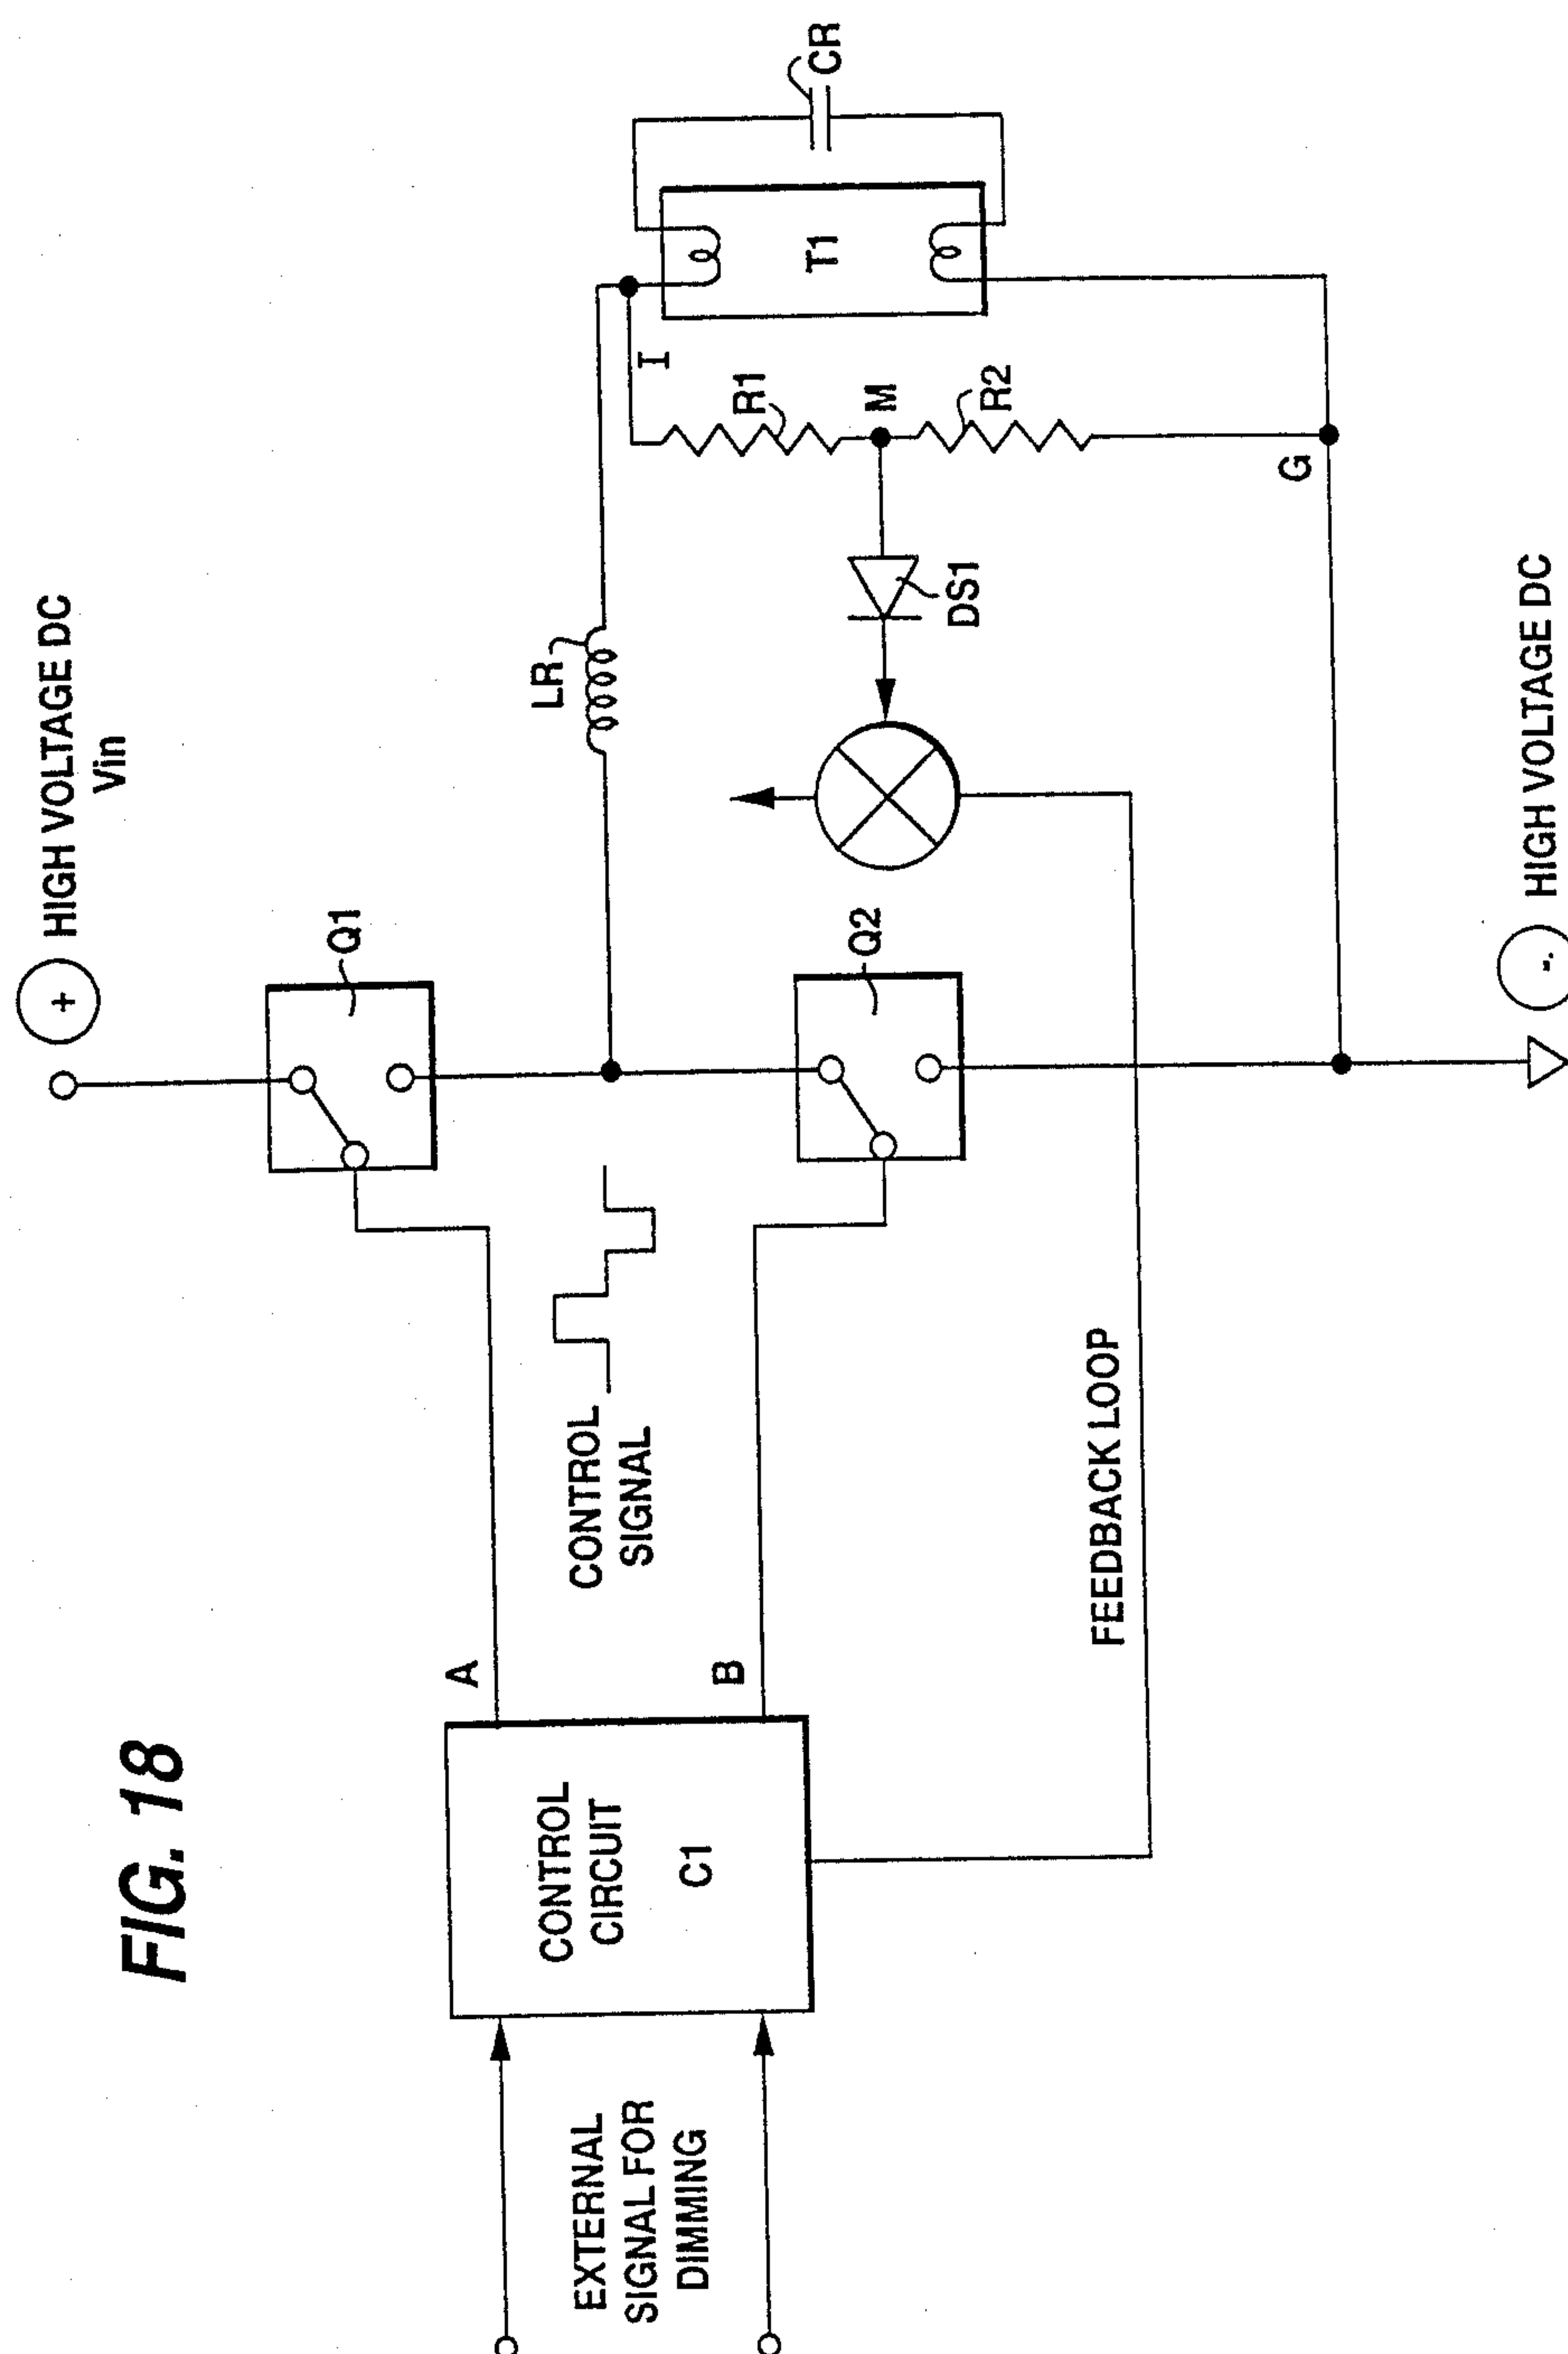 FIG. 18
+
HIGH VOLTAGE DC
Vin
Q1
LR
CR
I
T1
R1
M
R2
DS1
G
Q2
A
B
CONTROL
SIGNAL
CONTROL
CIRCUIT
C1
EXTERNAL
SIGNAL FOR
DIMMING
FEEDBACK LOOP
-
HIGH VOLTAGE DC